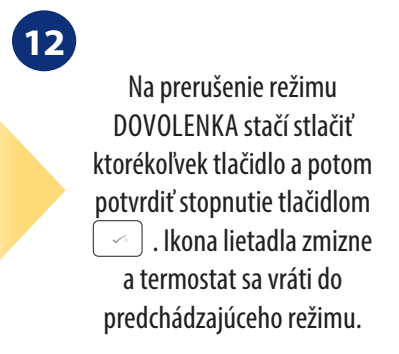 12
Na prerušenie režimu
DOVOLENKA stačí stlačiť
ktorékoľvek tlačidlo a potom
potvrdiť stopnutie tlačidlom
. Ikona lietadla zmizne
a termostat sa vráti do
predchádzajúceho režimu.